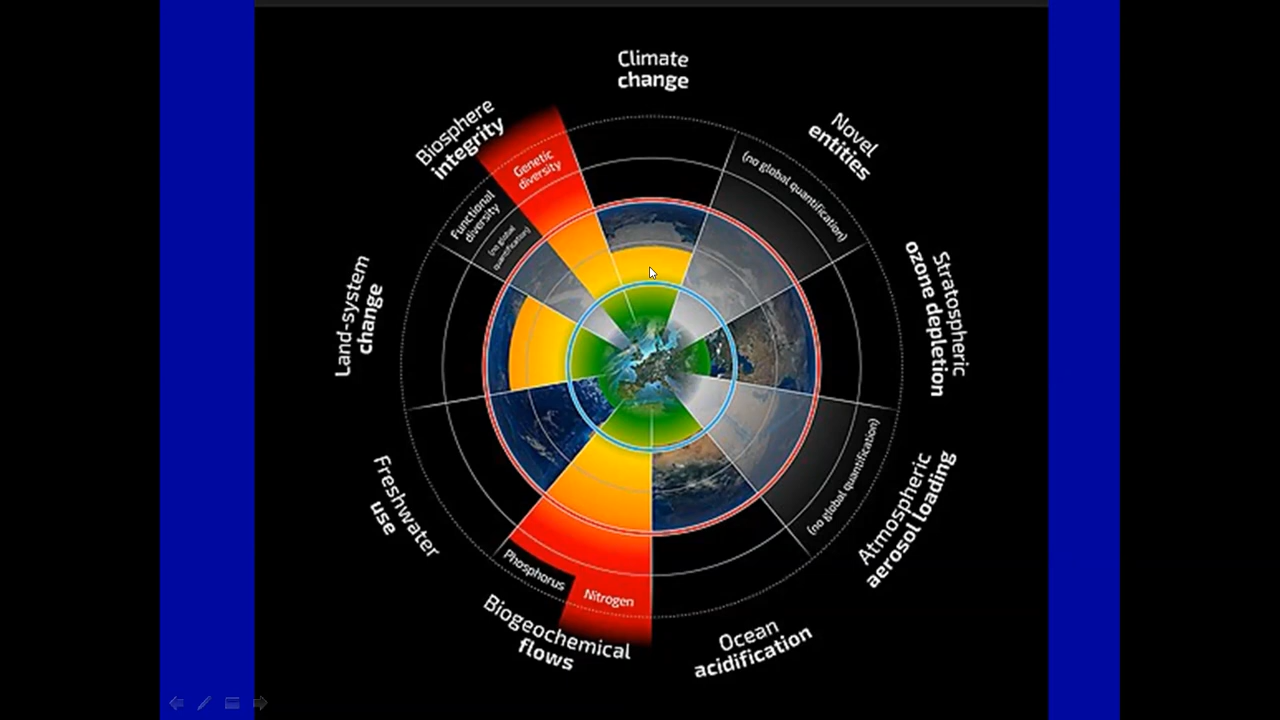 Climate
change
Novel
entities
(no global quantification)
Stratospheric
ozone depletion
(no global quantification)
Atmospheric
aerosol loading
Ocean
acidification
Biogeochemical
flows
Phosphorus
Nitrogen
Freshwater
use
Land-system
change
Biosphere
integrity
Functional
diversity
(no global
quantification)
Genetic
diversity